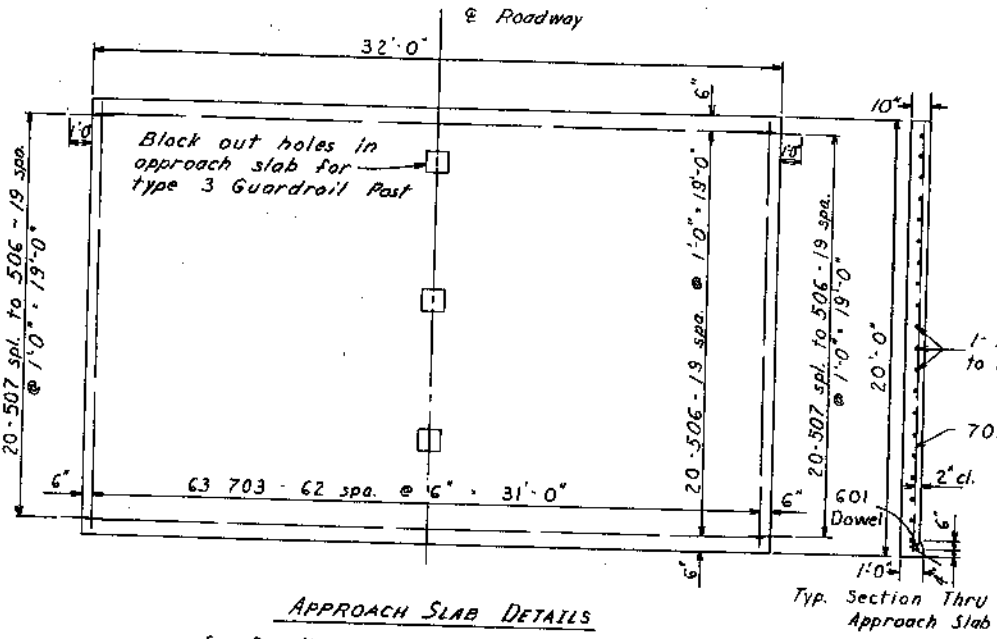 ℄ Roadway
32'-0"
6"
10"
1'-0"
Block out holes in
approach slab for
type 3 Guardrail Post
1'-0"
20-507 spl. to 506 - 19 spa.
@ 1'-0" = 19'-0"
20-506 - 19 spa. @ 1'-0" = 19'-0"
20-507 spl. to 506 - 19 spa.
@ 1'-0" = 19'-0"
20'-0"
1-
to
70
2" cl.
6"
63 703 - 62 spa. @ 6" = 31'-0"
6"
601
Dowel
6"
6"
1'-0"
Typ. Section Thru
Approach Slab
APPROACH SLAB DETAILS